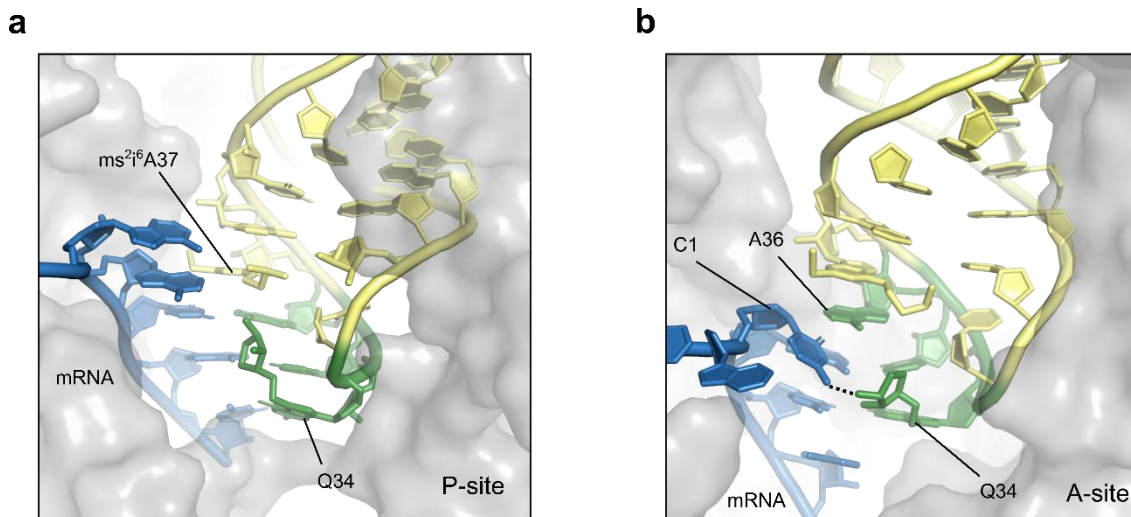 a
ms²i⁶A37
mRNA
Q34
P-site
b
C1
A36
mRNA
Q34
A-site